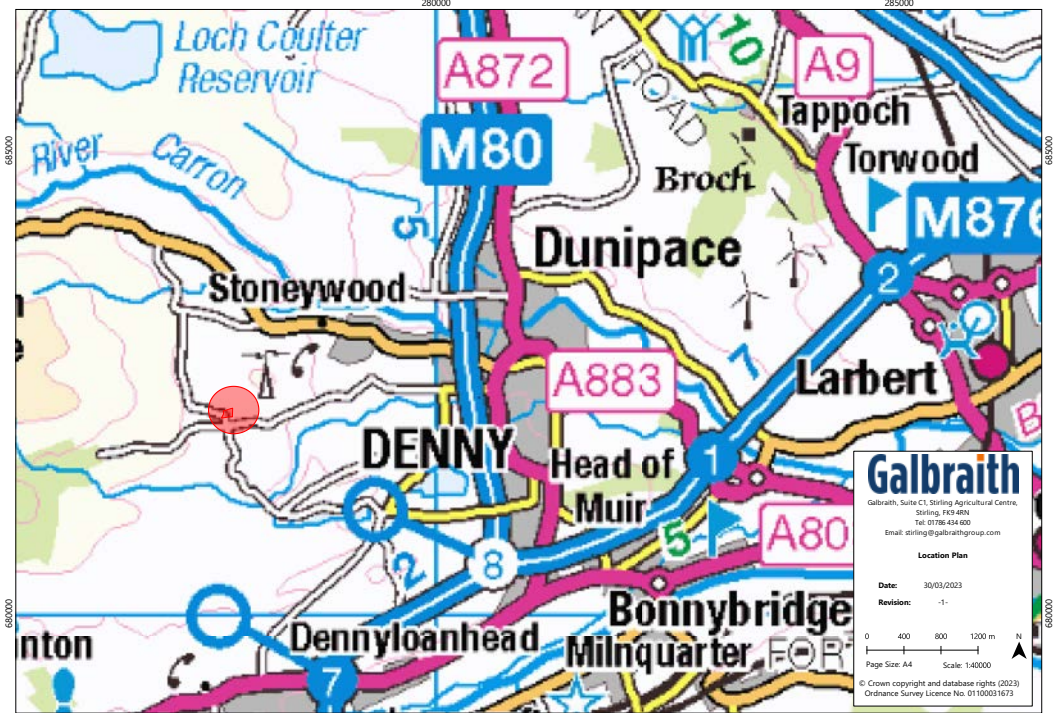 280000
285000
Loch Coulter
Reservoir
A872
10
A9
ROAD
Tappoch
685000
River Carron
M80
Torwood
685000
Broch
5
M876
Dunipace
2
Stoneywood
7
A883
Larbert
DENNY
Head of
Muir
1
5
A80
2
8
680000
Bonnybridge
680000
nton
Dennyloanhead
Milnquarter
FOR
7
Galbraith
Galbraith, Suite C1, Stirling Agricultural Centre,
Stirling, FK9 4RN
Tel: 01786 434 600
Email: stirling@galbraithgroup.com
Location Plan
Date: 30/03/2023
Revision: -1-
0 400 800 1200 m N
Page Size: A4 Scale: 1:40000
© Crown copyright and database rights (2023)
Ordnance Survey Licence No. 01100031673